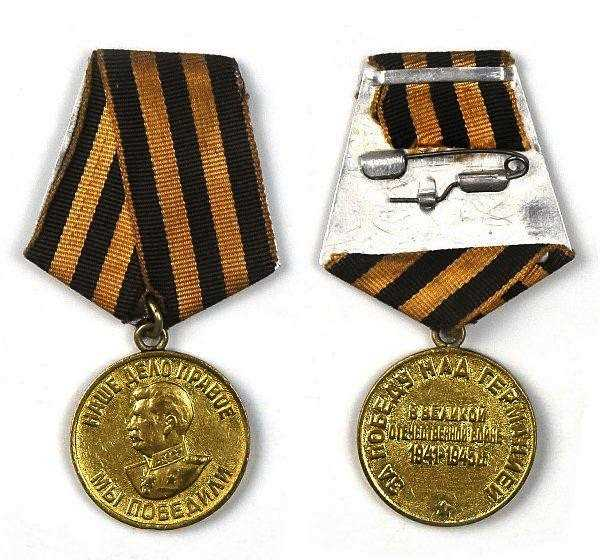 НАШЕ ДЕЛО ПРАВОЕ
МЫ ПОБЕДИЛИ
ЗА ПОБЕДУ НАД ГЕРМАНИЕЙ
В ВЕЛИКОЙ
ОТЕЧЕСТВЕННОЙ ВОЙНЕ
1941-1945 гг